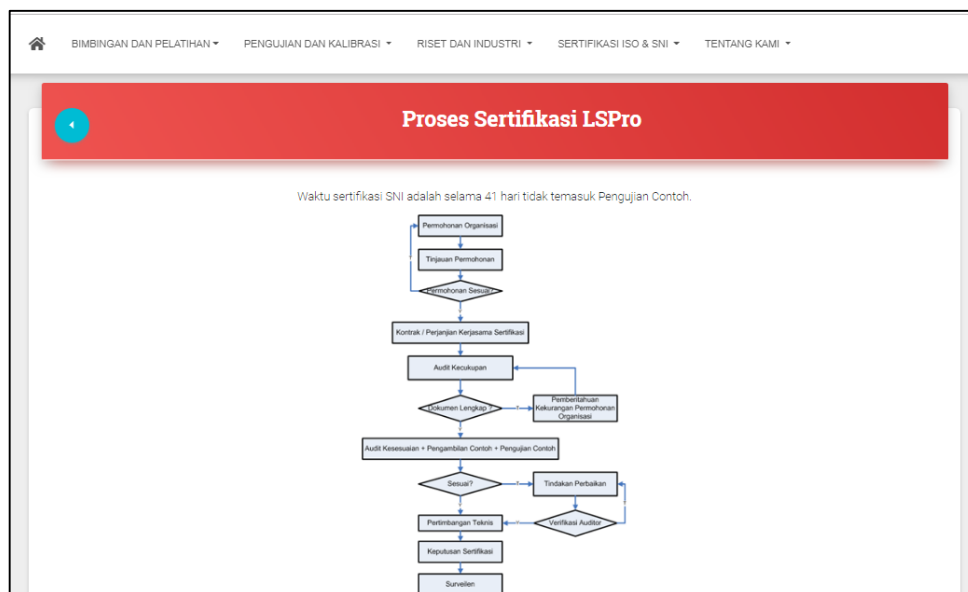 BIMBINGAN DAN PELATIHAN
PENGUJIAN DAN KALIBRASI
RISET DAN INDUSTRI
SERTIFIKASI ISO & SNI
TENTANG KAMI
Proses Sertifikasi LSPro
Waktu sertifikasi SNI adalah selama 41 hari tidak temasuk Pengujian Contoh.
Permohonan Organisasi
Tinjauan Permohonan
Permohonan Sesuai?
Kontrak / Perjanjian Kerjasama Sertifikasi
Audit Kecukupan
Dokumen Lengkap ?
Pemberitahuan
Kekurangan Permohonan
Organisasi
Audit Kesesuaian + Pengambilan Contoh + Pengujian Contoh
Sesuai?
Tindakan Perbaikan
Pertimbangan Teknis
Verifikasi Auditor
Keputusan Sertifikasi
Surveilen